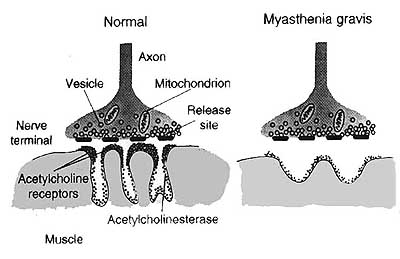 Normal
Myasthenia gravis
Axon
Vesicle
Mitochondrion
Release
site
Nerve
terminal
Acetylcholine
receptors
Acetylcholinesterase
Muscle